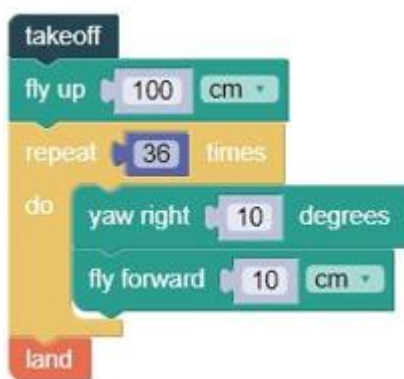 takeoff
fly up 100 cm
repeat 36 times
do
yaw right 10 degrees
fly forward 10 cm
land